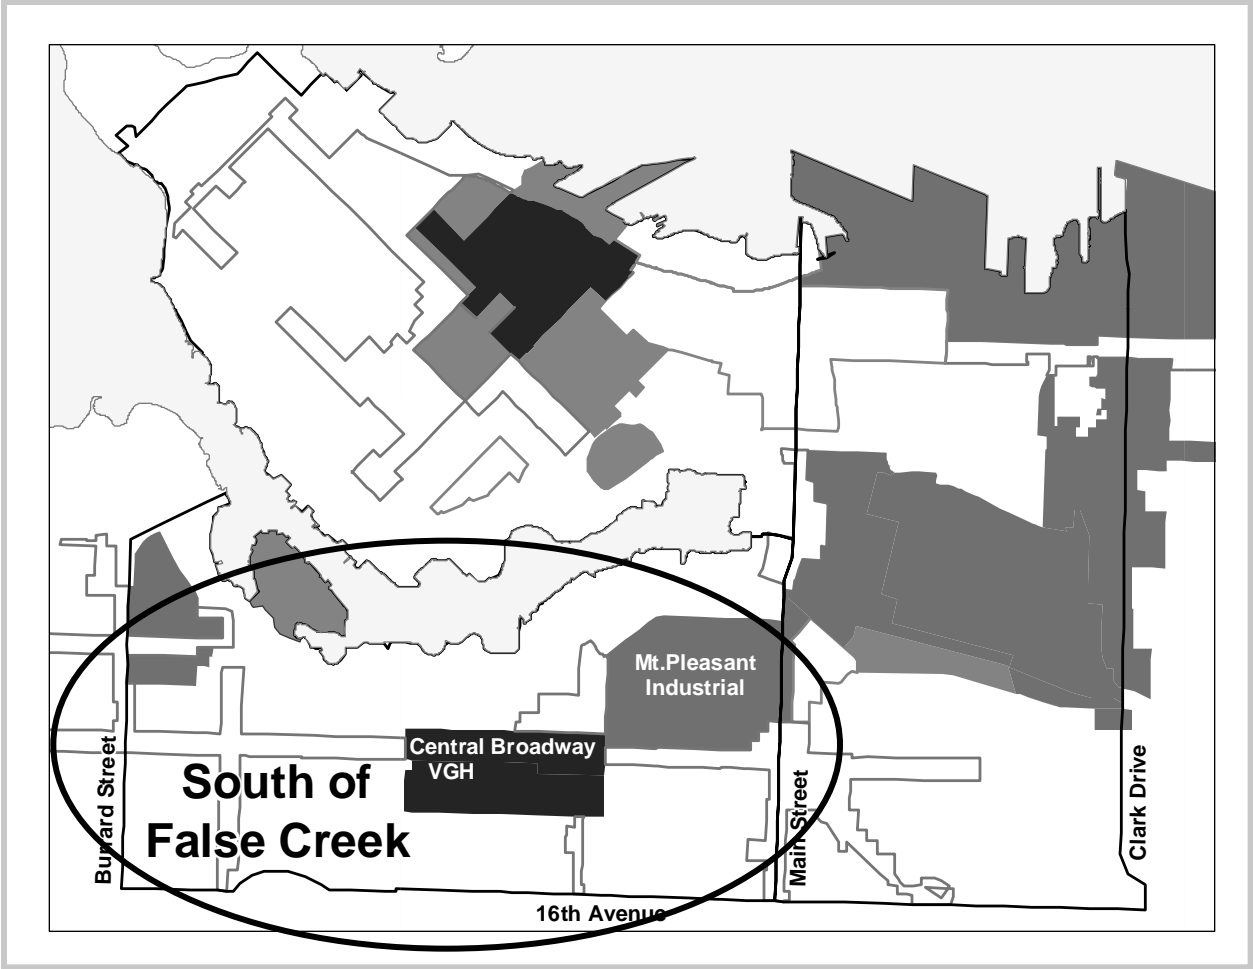 Mt.Pleasant
Industrial
Central Broadway
VGH
South of
False Creek
Burrard Street
Main Street
Clark Drive
16th Avenue